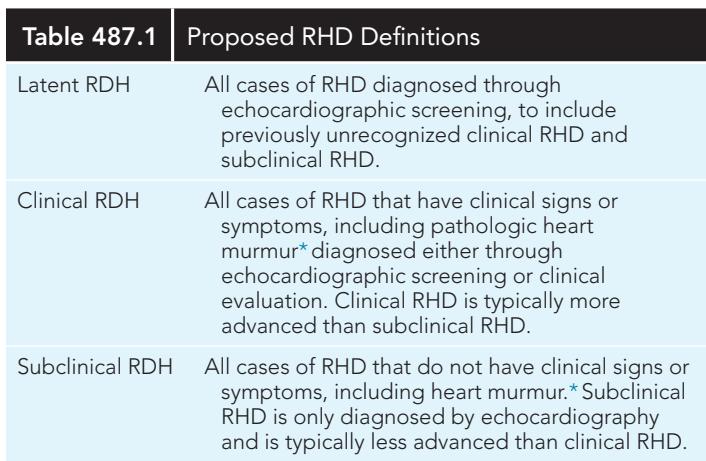 Table 487.1 Proposed RHD Definitions
Latent RDH All cases of RHD diagnosed through
echocardiographic screening, to include
previously unrecognized clinical RHD and
subclinical RHD.
Clinical RDH All cases of RHD that have clinical signs or
symptoms, including pathologic heart
murmur* diagnosed either through
echocardiographic screening or clinical
evaluation. Clinical RHD is typically more
advanced than subclinical RHD.
Subclinical RDH All cases of RHD that do not have clinical signs or
symptoms, including heart murmur.* Subclinical
RHD is only diagnosed by echocardiography
and is typically less advanced than clinical RHD.